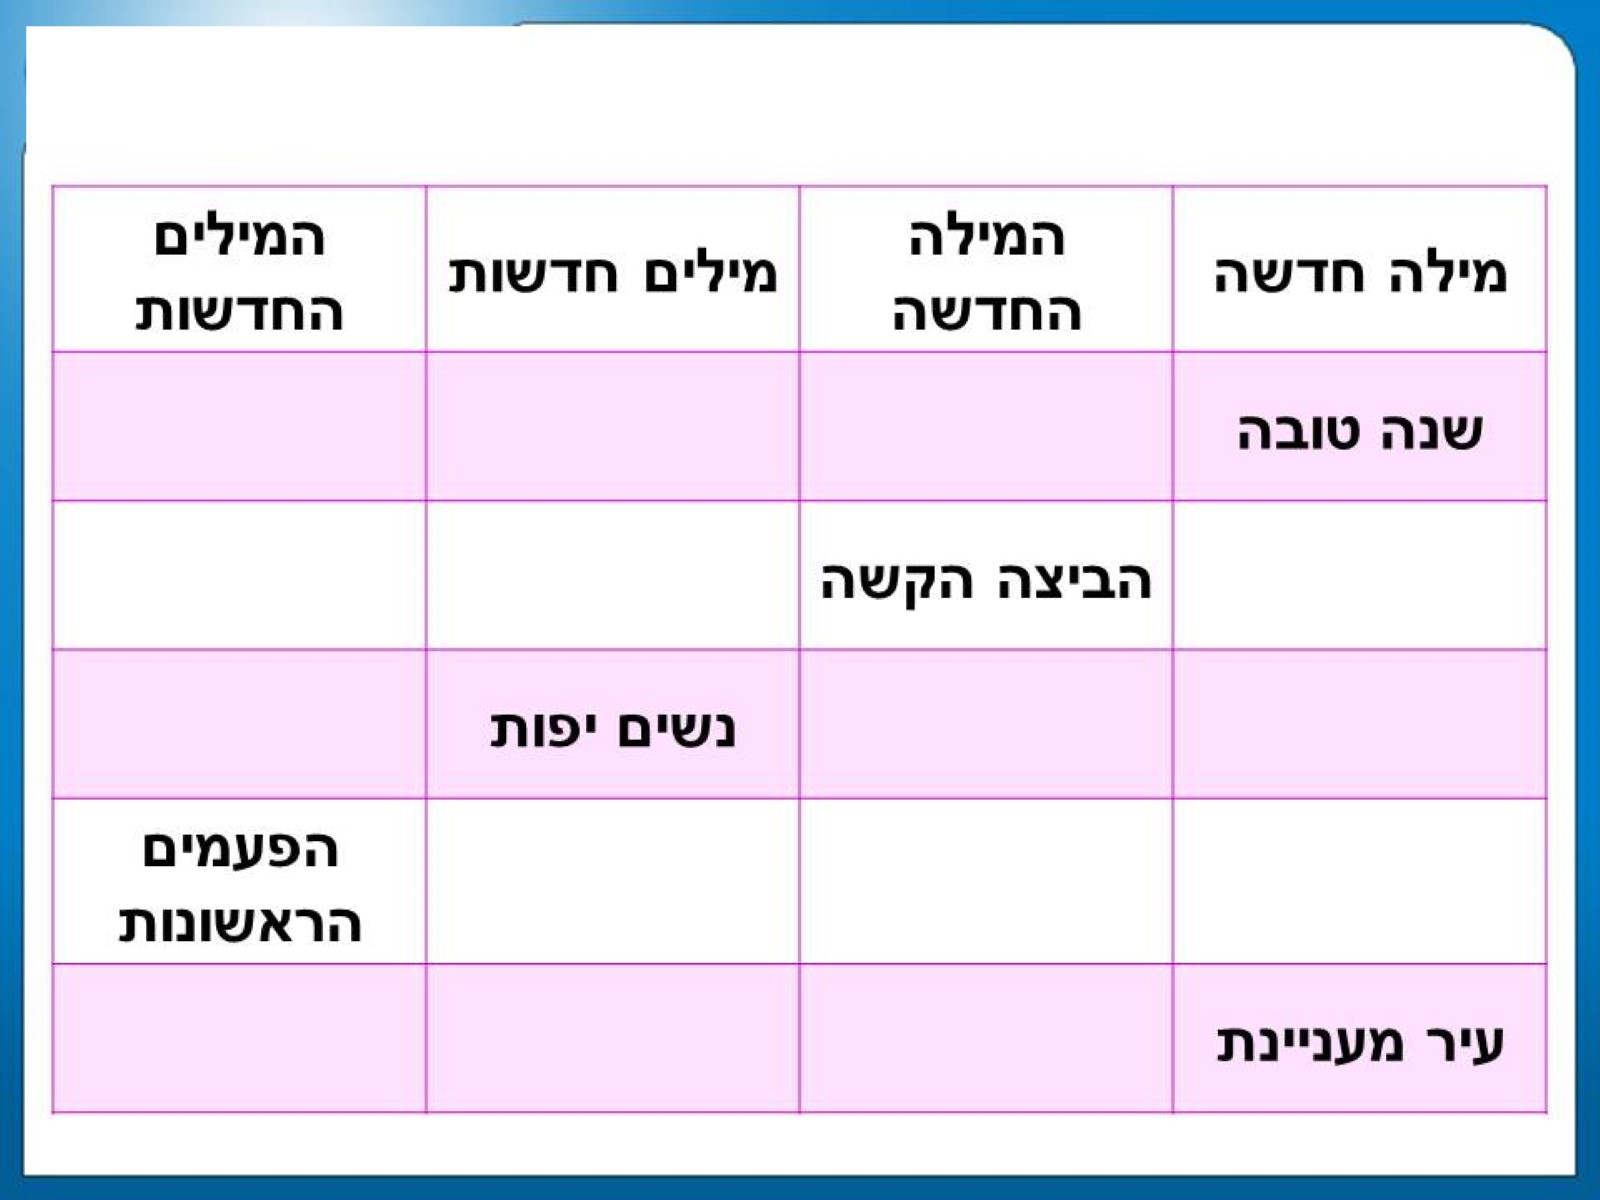 מילה חדשה
המילה
החדשה
מילים חדשות
המילים
החדשות
שנה טובה
הביצה הקשה
נשים יפות
הפעמים
הראשונות
עיר מעניינת